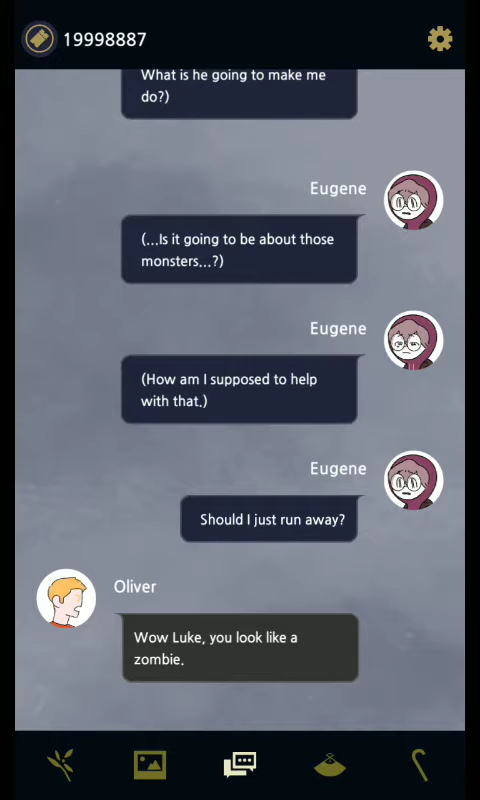 19998887
What is he going to make me
do?)
Eugene
(...Is it going to be about those
monsters...?)
Eugene
(How am I supposed to help
with that.)
Eugene
Should I just run away?
Oliver
Wow Luke, you look like a
zombie.